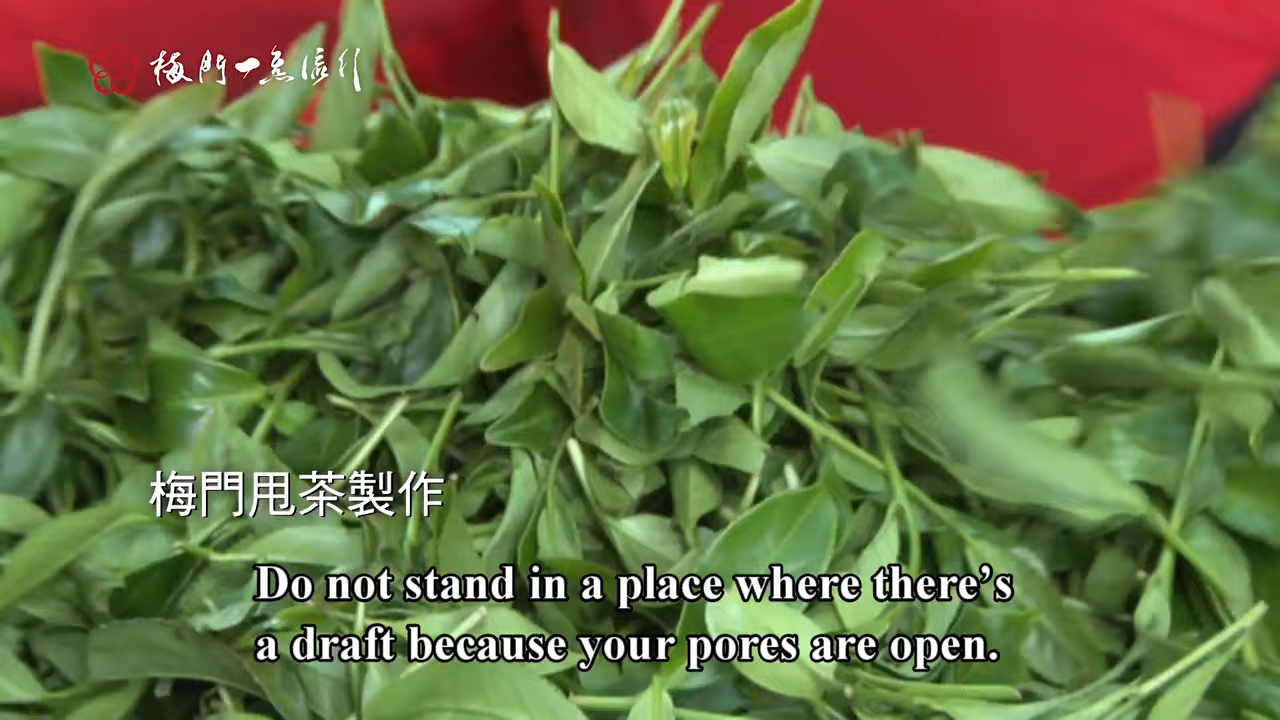 梅門一氣流行
梅門甩茶製作
Do not stand in a place where there’s
a draft because your pores are open.